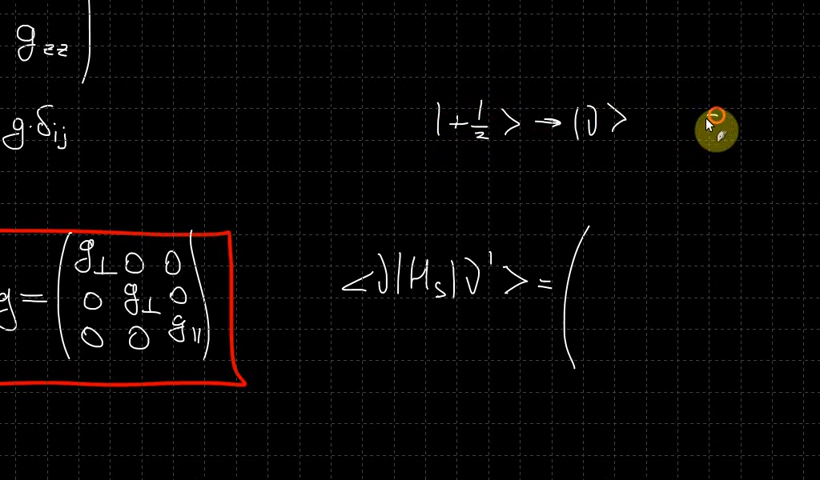 g_zz )
g·δ_ij
|+1/2> → |ν>
g = ( g⊥ 0 0
0 g⊥ 0
0 0 g|| )
<ν|H_s|ν'> = (